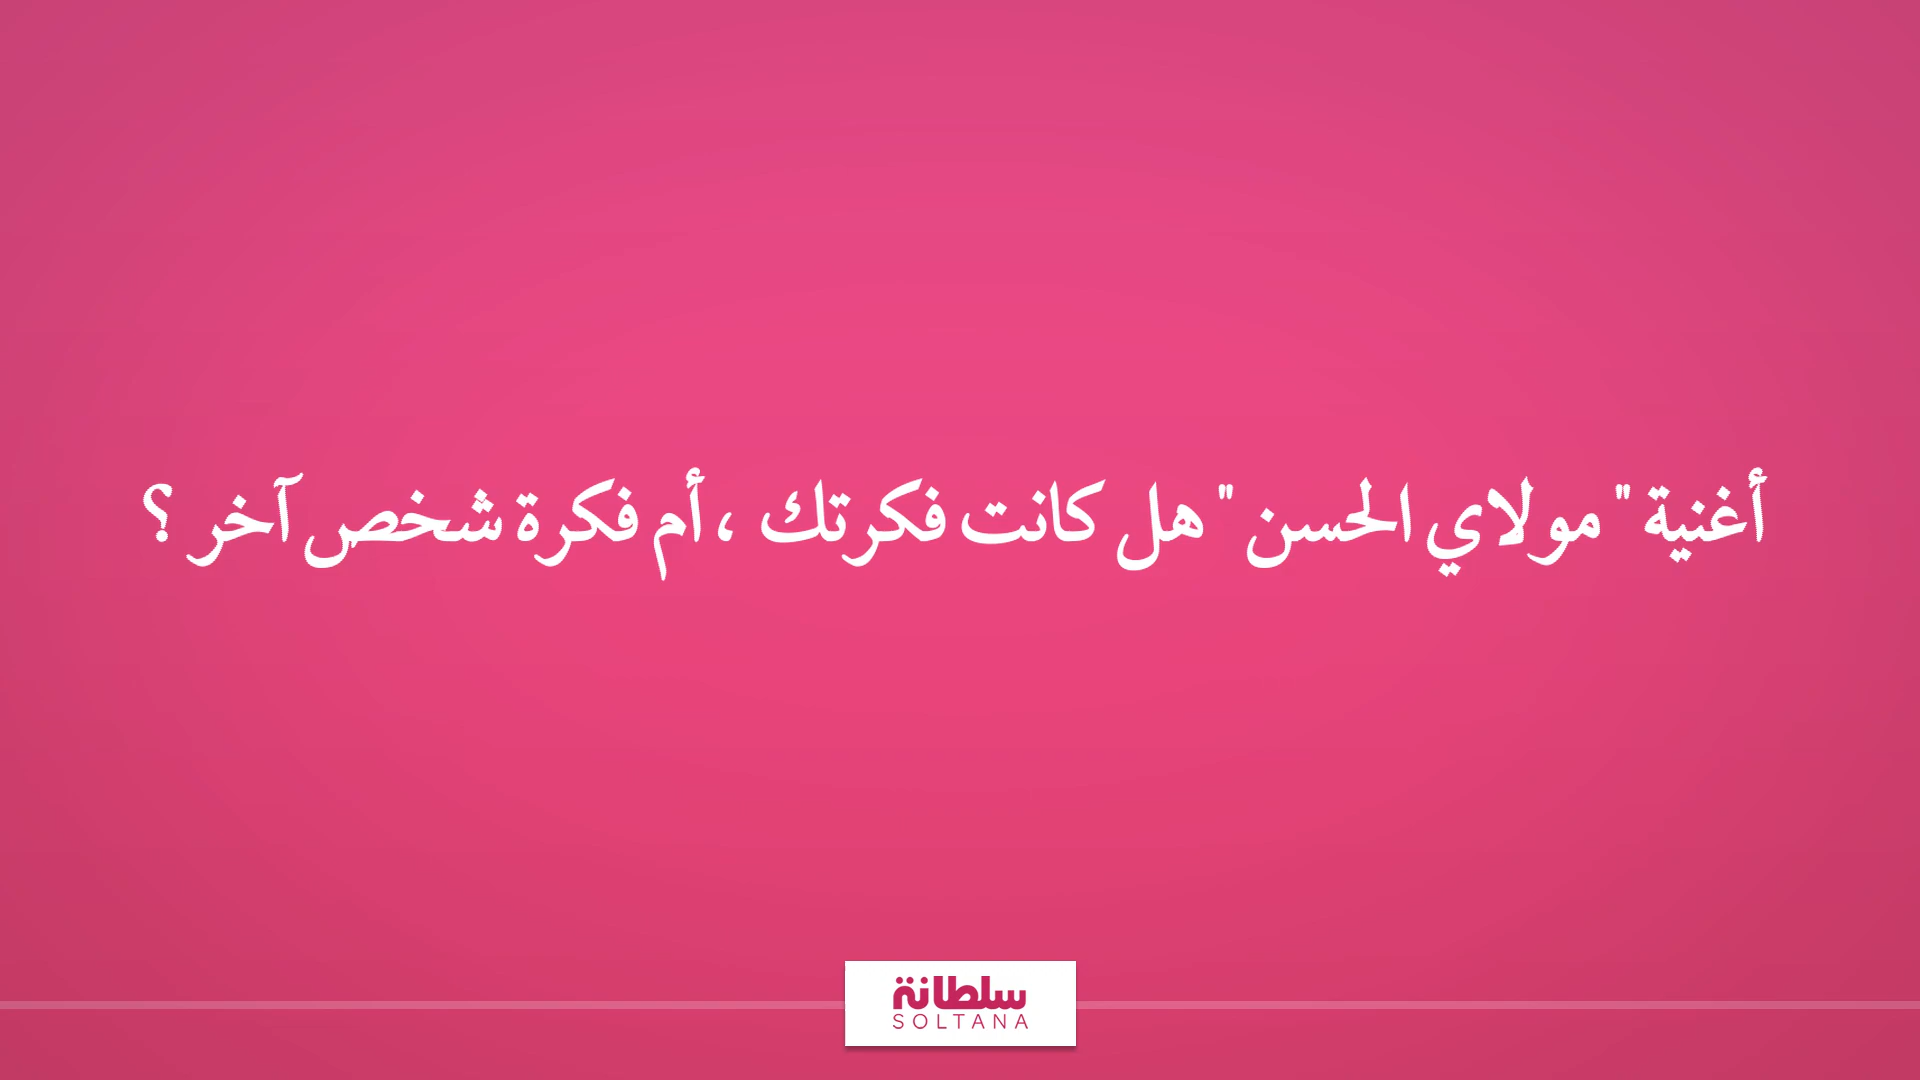 أغنية " مولاي الحسن " هل كانت فكرتك ، أم فكرة شخص آخر ؟
سلطانة
SOLTANA